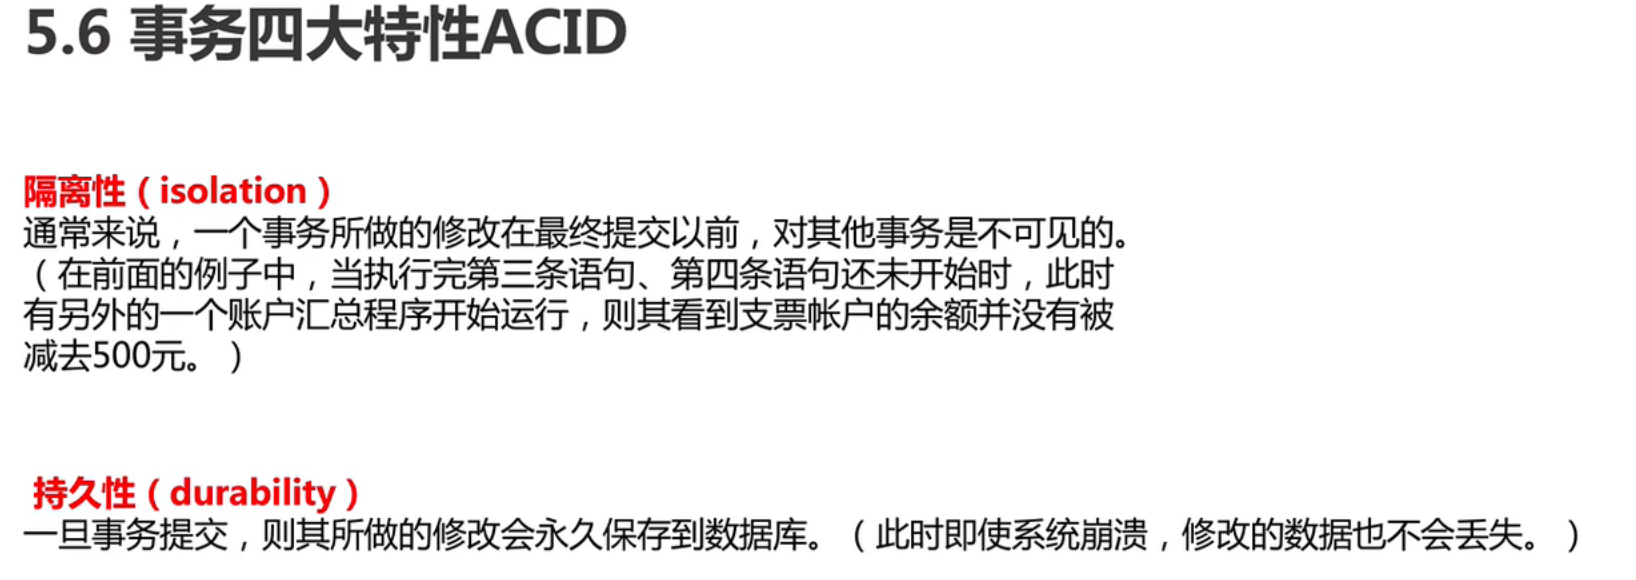 5.6 事务四大特性ACID
隔离性（isolation）
通常来说，一个事务所做的修改在最终提交以前，对其他事务是不可见的。
（在前面的例子中，当执行完第三条语句、第四条语句还未开始时，此时
有另外的一个账户汇总程序开始运行，则其看到支票帐户的余额并没有被
减去500元。）
持久性（durability）
一旦事务提交，则其所做的修改会永久保存到数据库。（此时即使系统崩溃，修改的数据也不会丢失。）